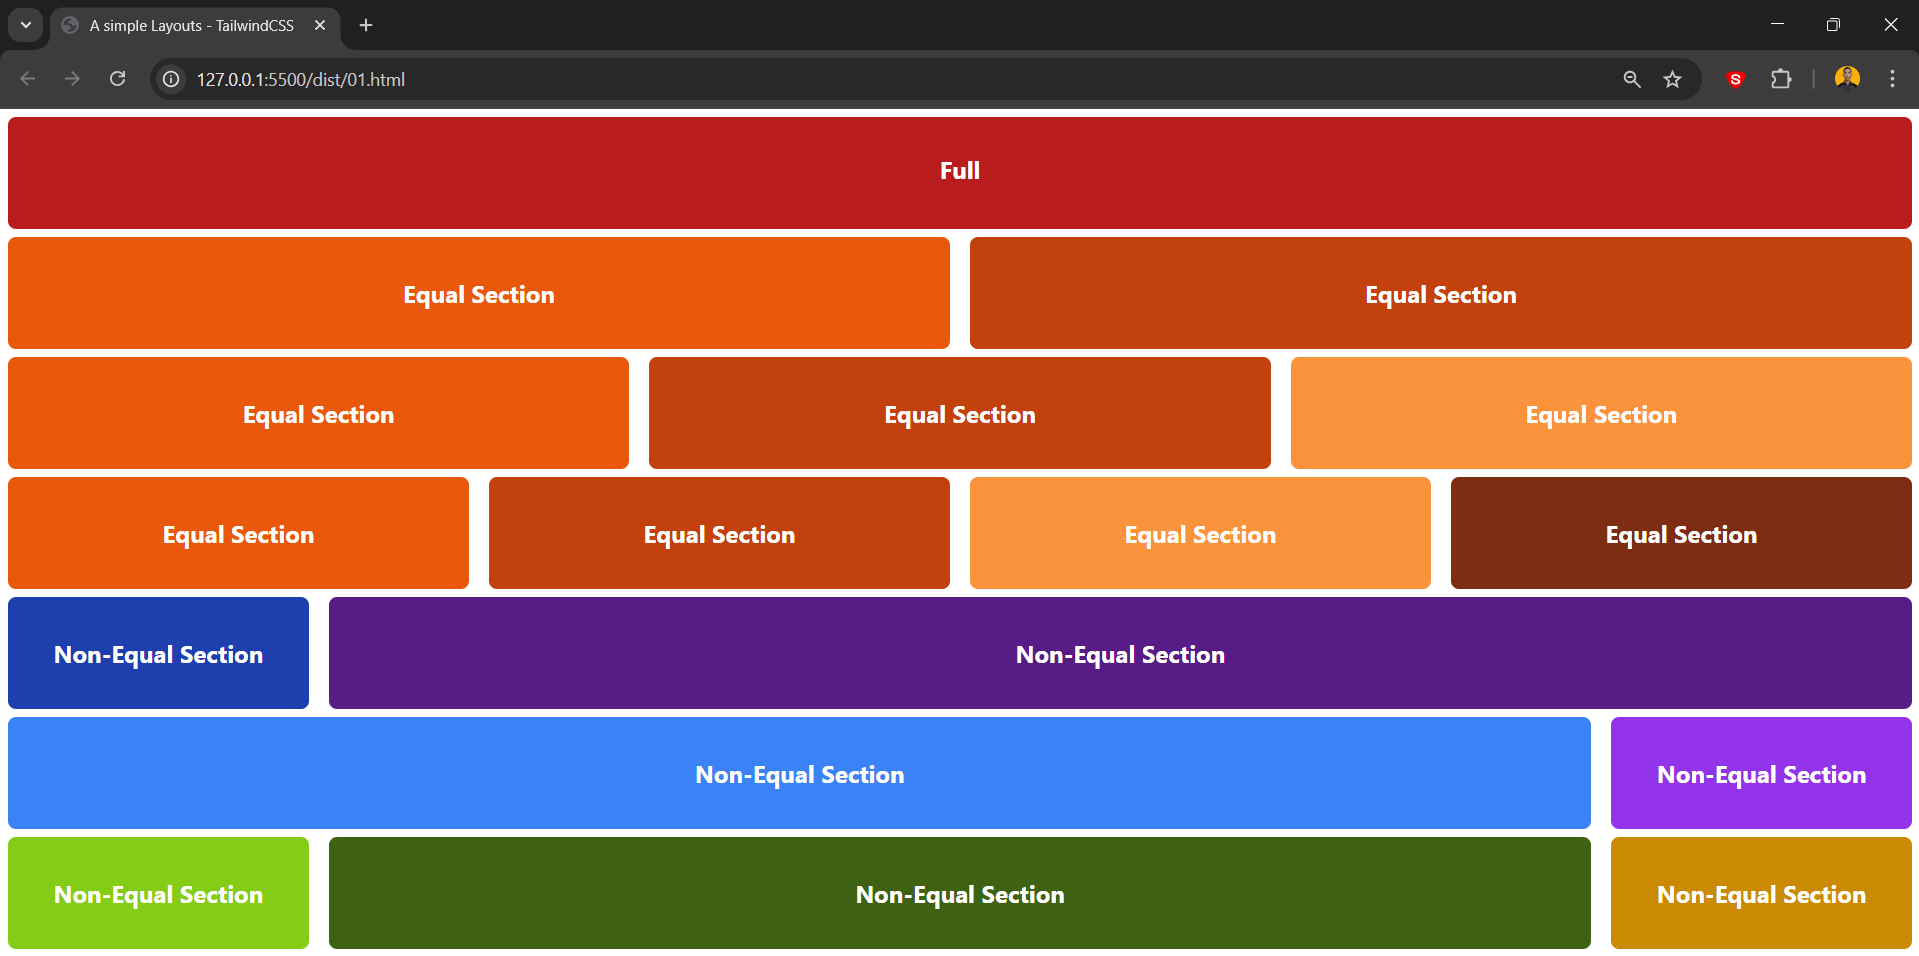 A simple Layouts - TailwindCSS
127.0.0.1:5500/dist/01.html
S
Full
Equal Section Equal Section
Equal Section Equal Section Equal Section
Equal Section Equal Section Equal Section Equal Section
Non-Equal Section Non-Equal Section
Non-Equal Section Non-Equal Section
Non-Equal Section Non-Equal Section Non-Equal Section